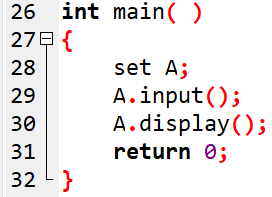 26 int main( )
27 {
28 set A;
29 A.input();
30 A.display();
31 return 0;
32 }